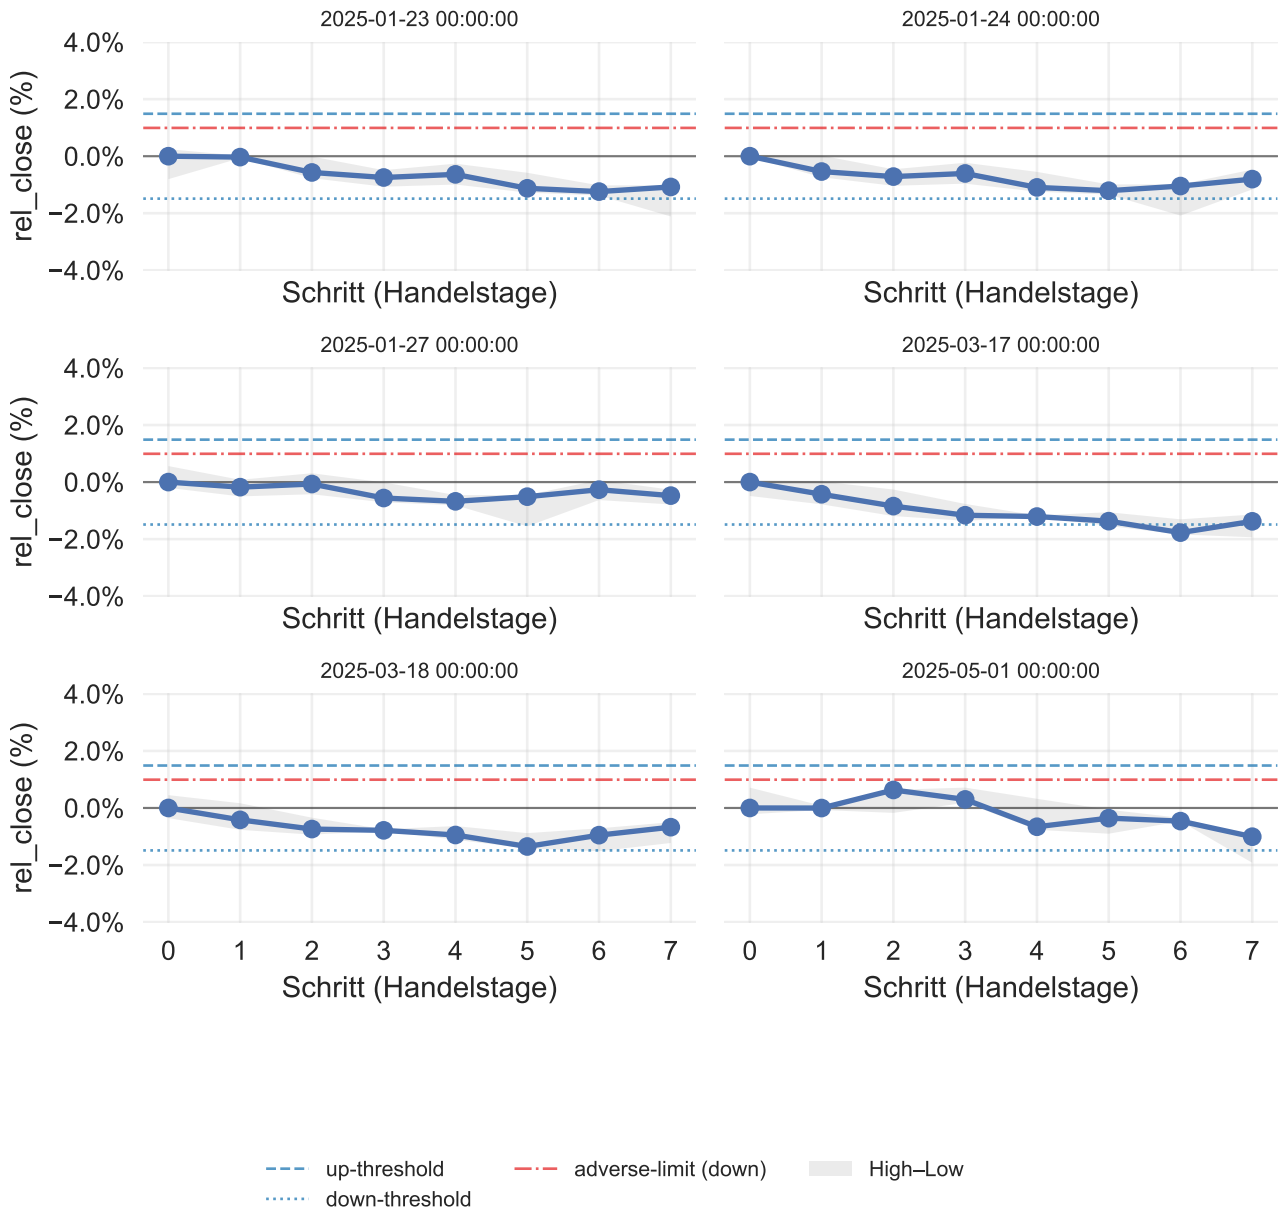 2025-01-23 00:00:00
2025-01-24 00:00:00
4.0%
2.0%
0.0%
−2.0%
−4.0%
rel_close (%)
Schritt (Handelstage)
Schritt (Handelstage)
2025-01-27 00:00:00
2025-03-17 00:00:00
4.0%
2.0%
0.0%
−2.0%
−4.0%
rel_close (%)
Schritt (Handelstage)
Schritt (Handelstage)
2025-03-18 00:00:00
2025-05-01 00:00:00
4.0%
2.0%
0.0%
−2.0%
−4.0%
rel_close (%)
0 1 2 3 4 5 6 7
0 1 2 3 4 5 6 7
Schritt (Handelstage)
Schritt (Handelstage)
up-threshold
down-threshold
adverse-limit (down)
High–Low